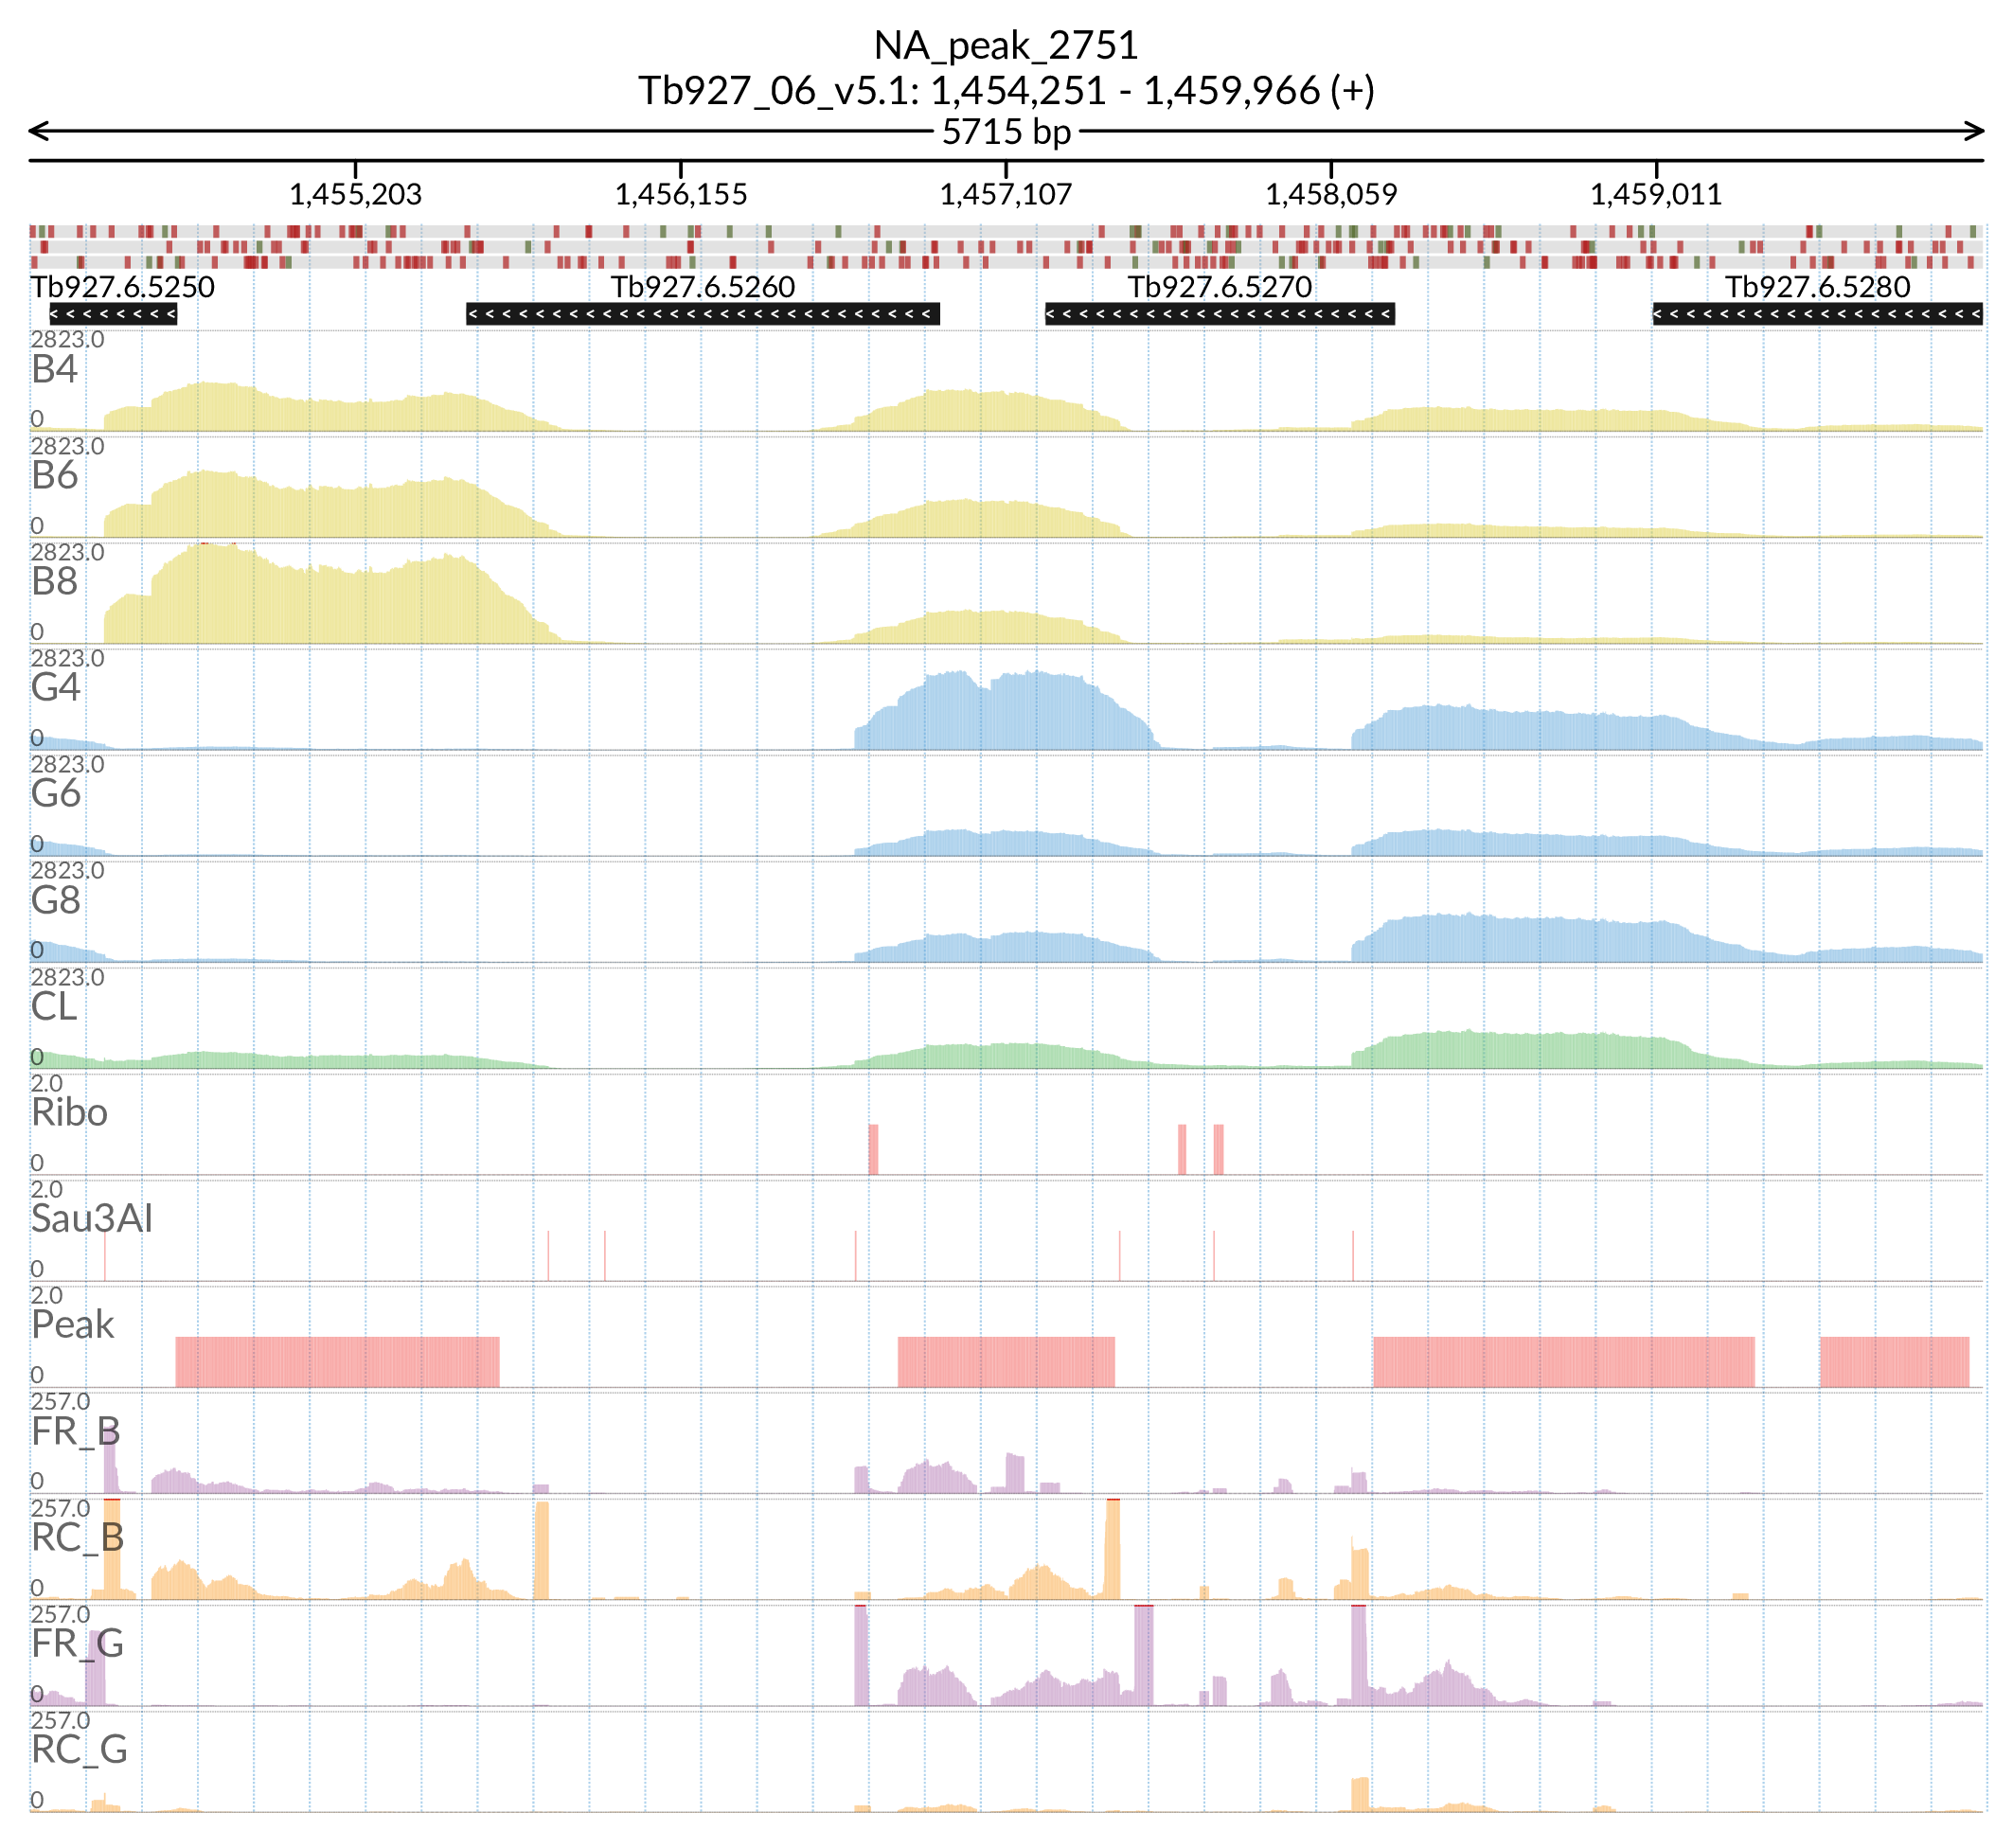 NA_peak_2751
Tb927_06_v5.1: 1,454,251 - 1,459,966 (+)
5715 bp
1,455,203 1,456,155 1,457,107 1,458,059 1,459,011
Tb927.6.5250 Tb927.6.5260 Tb927.6.5270 Tb927.6.5280
2823.0
B4
0
2823.0
B6
0
2823.0
B8
0
2823.0
G4
0
2823.0
G6
0
2823.0
G8
0
2823.0
CL
0
2.0
Ribo
0
2.0
Sau3AI
0
2.0
Peak
0
257.0
FR_B
0
257.0
RC_B
0
257.0
FR_G
0
257.0
RC_G
0